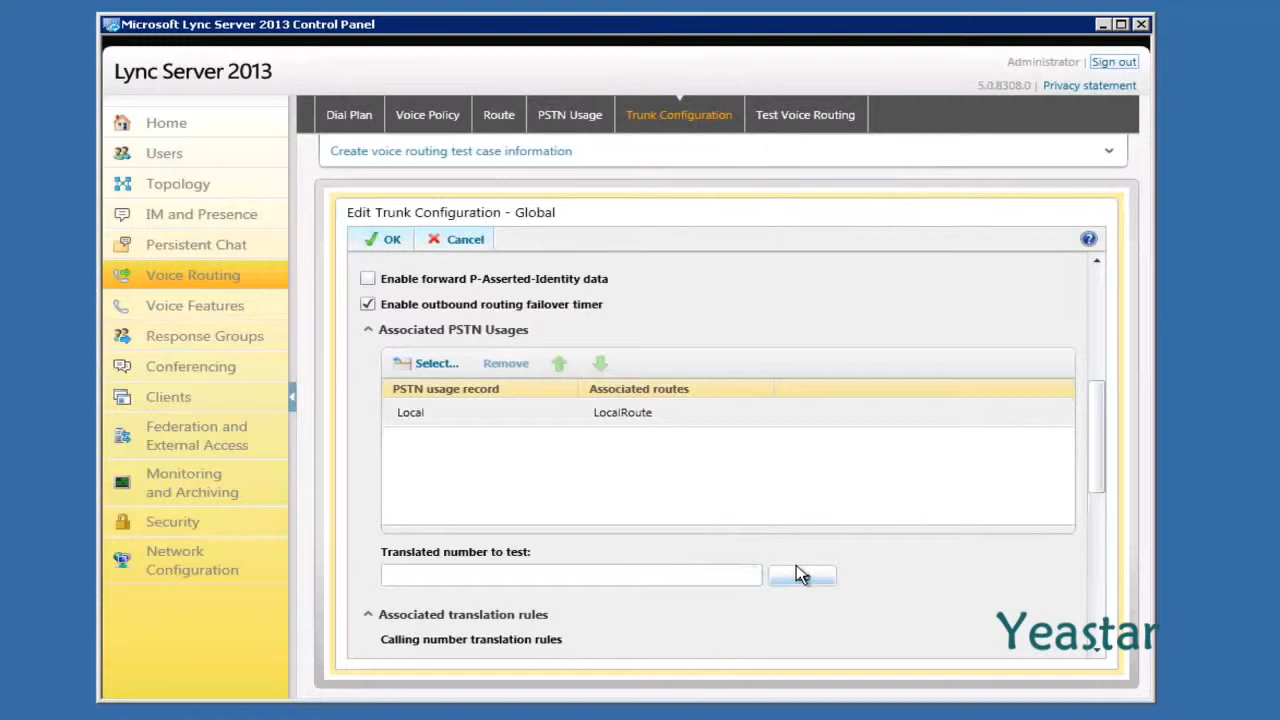 Microsoft Lync Server 2013 Control Panel
Lync Server 2013
Administrator | Sign out
5.0.8308.0 | Privacy statement
Home
Users
Topology
IM and Presence
Persistent Chat
Voice Routing
Voice Features
Response Groups
Conferencing
Clients
Federation and
External Access
Monitoring
and Archiving
Security
Network
Configuration
Dial Plan
Voice Policy
Route
PSTN Usage
Trunk Configuration
Test Voice Routing
Create voice routing test case information
Edit Trunk Configuration - Global
OK
Cancel
Enable forward P-Asserted-Identity data
Enable outbound routing failover timer
Associated PSTN Usages
Select...
Remove
PSTN usage record
Associated routes
Local
LocalRoute
Translated number to test:
Associated translation rules
Calling number translation rules
Yeastar